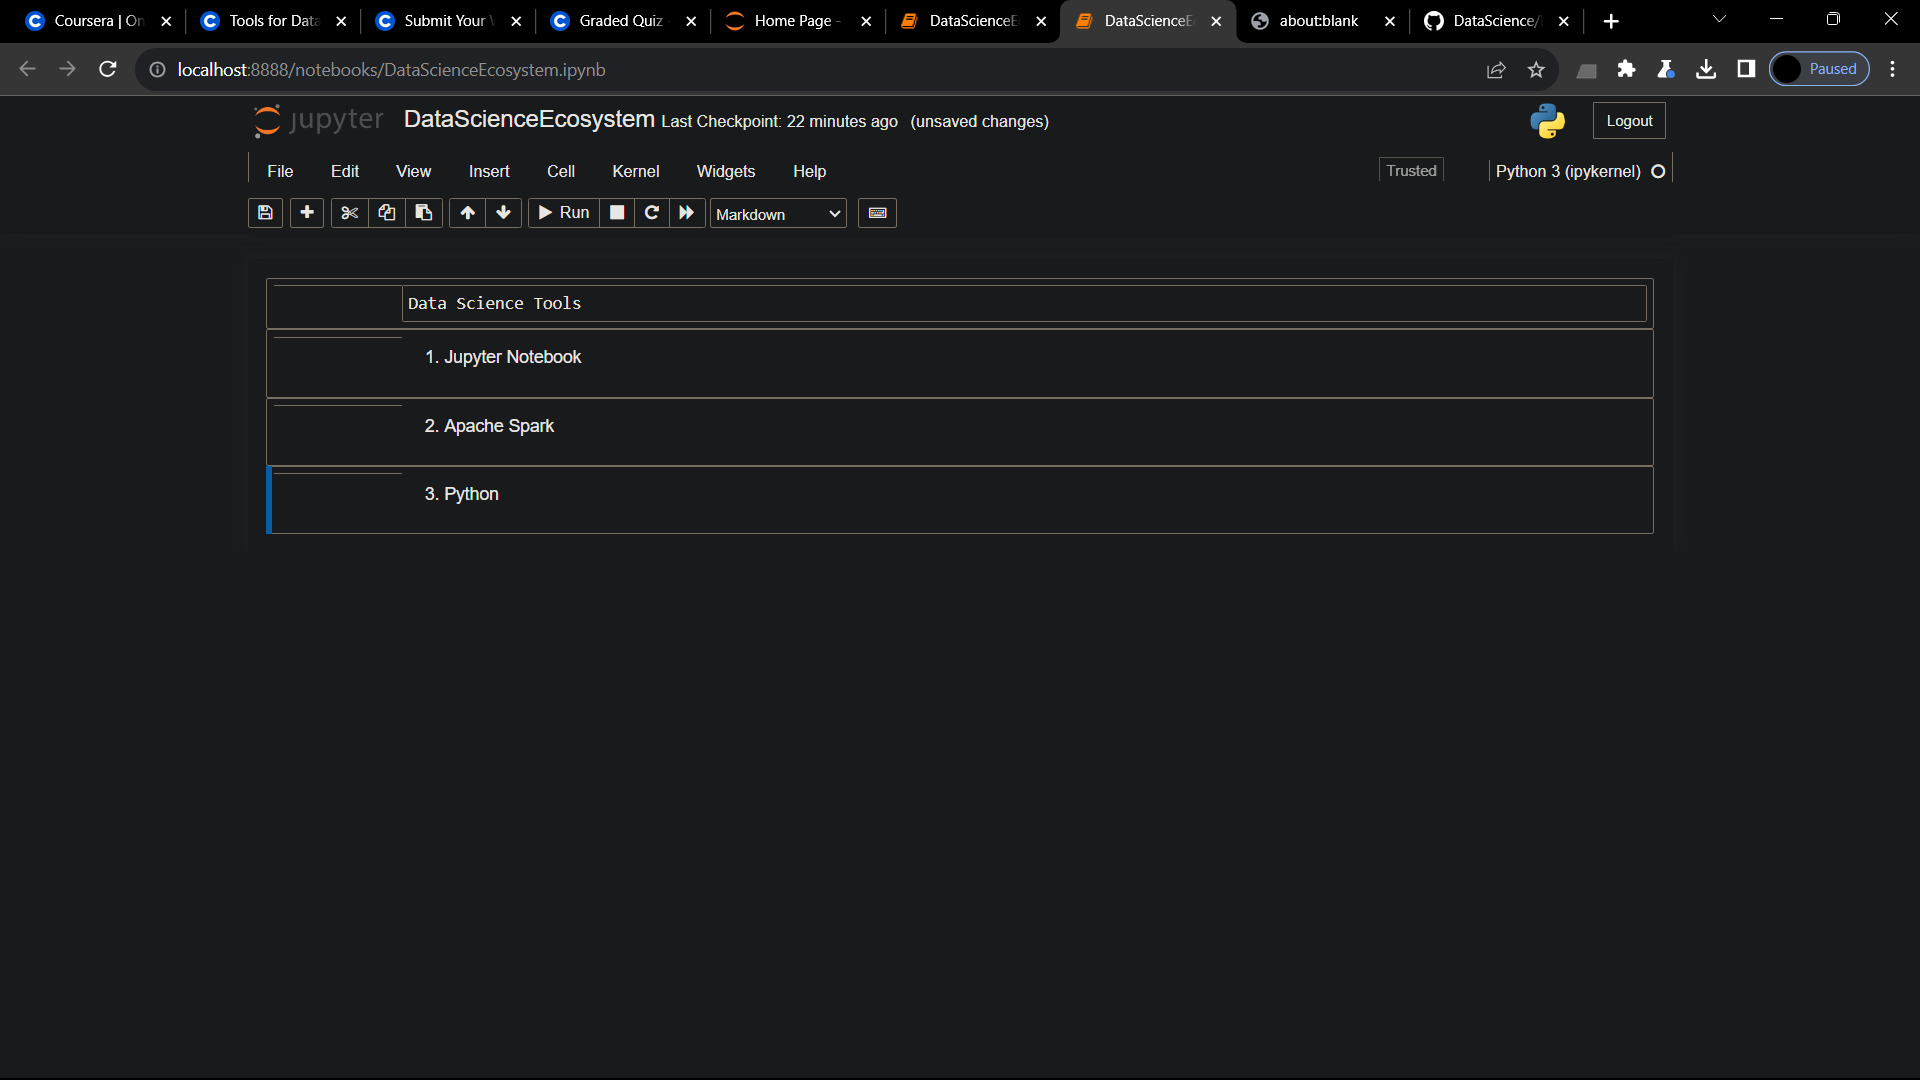 Coursera | On
Tools for Data
Submit Your
Graded Quiz
Home Page -
DataScienceE
DataScienceE
about:blank
DataScience/
localhost:8888/notebooks/DataScienceEcosystem.ipynb
Paused
jupyter DataScienceEcosystem Last Checkpoint: 22 minutes ago (unsaved changes)
Logout
File Edit View Insert Cell Kernel Widgets Help
Trusted
Python 3 (ipykernel)
Run
Markdown
Data Science Tools
1. Jupyter Notebook
2. Apache Spark
3. Python